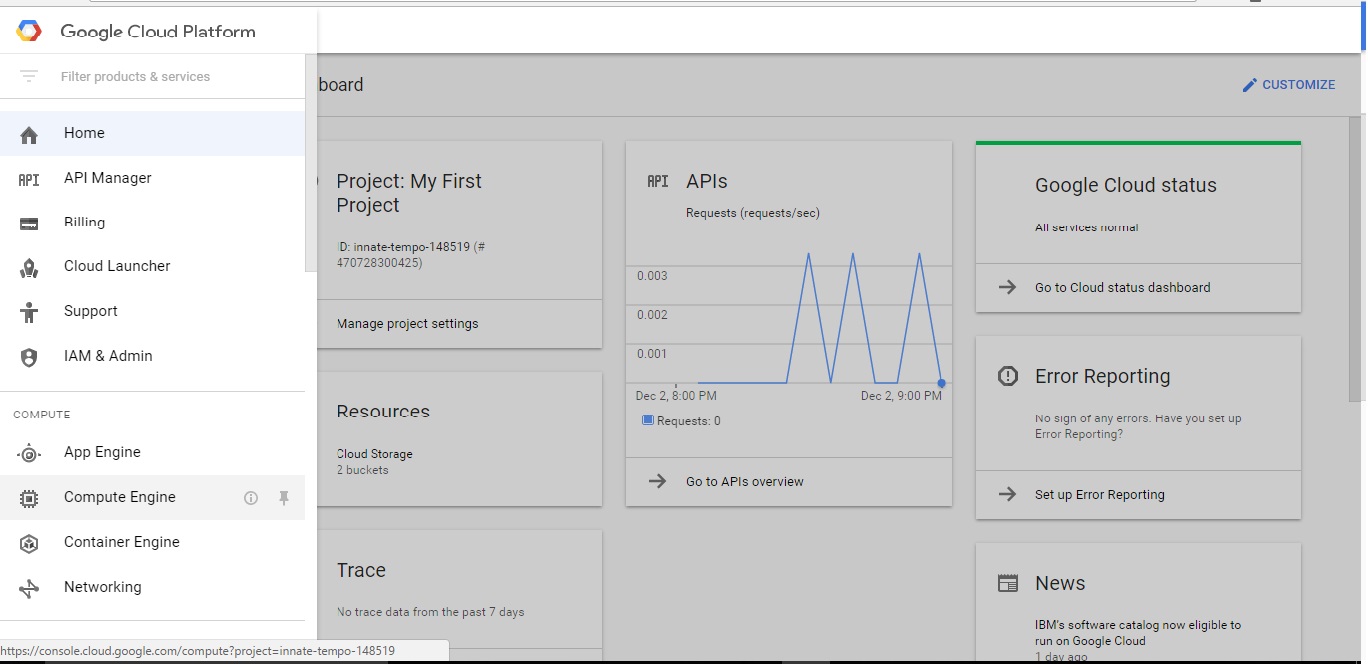 Google Cloud Platform
Filter products & services
Home
API Manager
Billing
Cloud Launcher
Support
IAM & Admin
COMPUTE
App Engine
Compute Engine
Container Engine
Networking
https://console.cloud.google.com/compute?project=innate-tempo-148519
board
CUSTOMIZE
Project: My First
Project
ID: innate-tempo-148519 (#
470728300425)
Manage project settings
Resources
Cloud Storage
2 buckets
Trace
No trace data from the past 7 days
API
APIs
Requests (requests/sec)
0.003
0.002
0.001
Dec 2, 8:00 PM
Dec 2, 9:00 PM
Requests: 0
Go to APIs overview
Google Cloud status
All services normal
Go to Cloud status dashboard
Error Reporting
No sign of any errors. Have you set up
Error Reporting?
Set up Error Reporting
News
IBM's software catalog now eligible to
run on Google Cloud
1 day ago